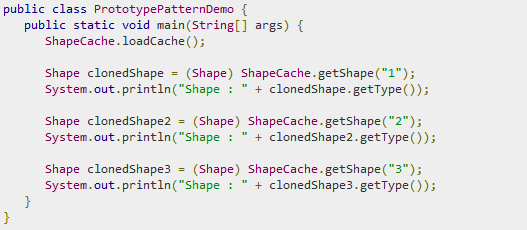 public class PrototypePatternDemo {
   public static void main(String[] args) {
      ShapeCache.loadCache();

      Shape clonedShape = (Shape) ShapeCache.getShape("1");
      System.out.println("Shape : " + clonedShape.getType());

      Shape clonedShape2 = (Shape) ShapeCache.getShape("2");
      System.out.println("Shape : " + clonedShape2.getType());

      Shape clonedShape3 = (Shape) ShapeCache.getShape("3");
      System.out.println("Shape : " + clonedShape3.getType());
   }
}